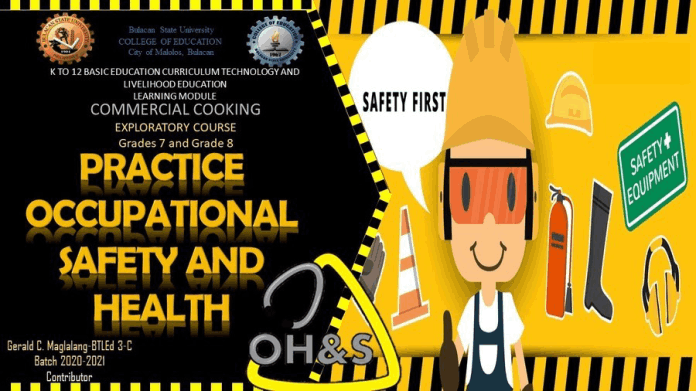 Bulacan State University
COLLEGE OF EDUCATION
City of Malolos, Bulacan
K TO 12 BASIC EDUCATION CURRICULUM TECHNOLOGY AND
LIVELIHOOD EDUCATION
LEARNING MODULE
COMMERCIAL COOKING
EXPLORATORY COURSE
Grades 7 and Grade 8
PRACTICE
OCCUPATIONAL
SAFETY AND
HEALTH
Gerald C. Maglalang-BTLEd 3-C
Batch 2020-2021
Contributor
OH&S
SAFETY FIRST
SAFETY
EQUIPMENT